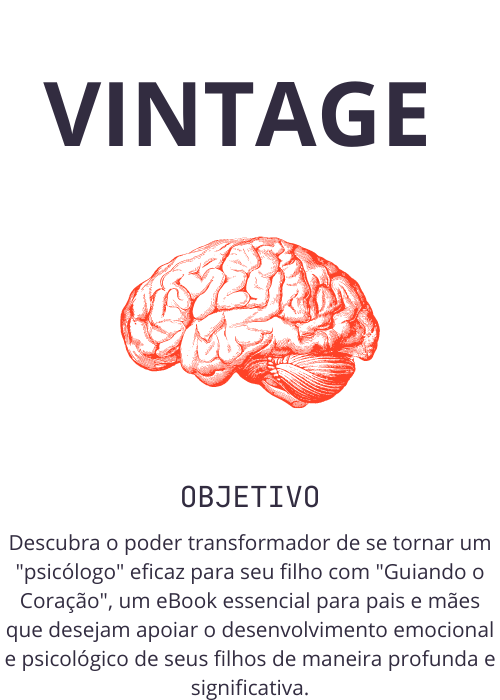 VINTAGE
OBJETIVO
Descubra o poder transformador de se tornar um
"psicólogo" eficaz para seu filho com "Guiando o
Coração", um eBook essencial para pais e mães
que desejam apoiar o desenvolvimento emocional
e psicológico de seus filhos de maneira profunda e
significativa.